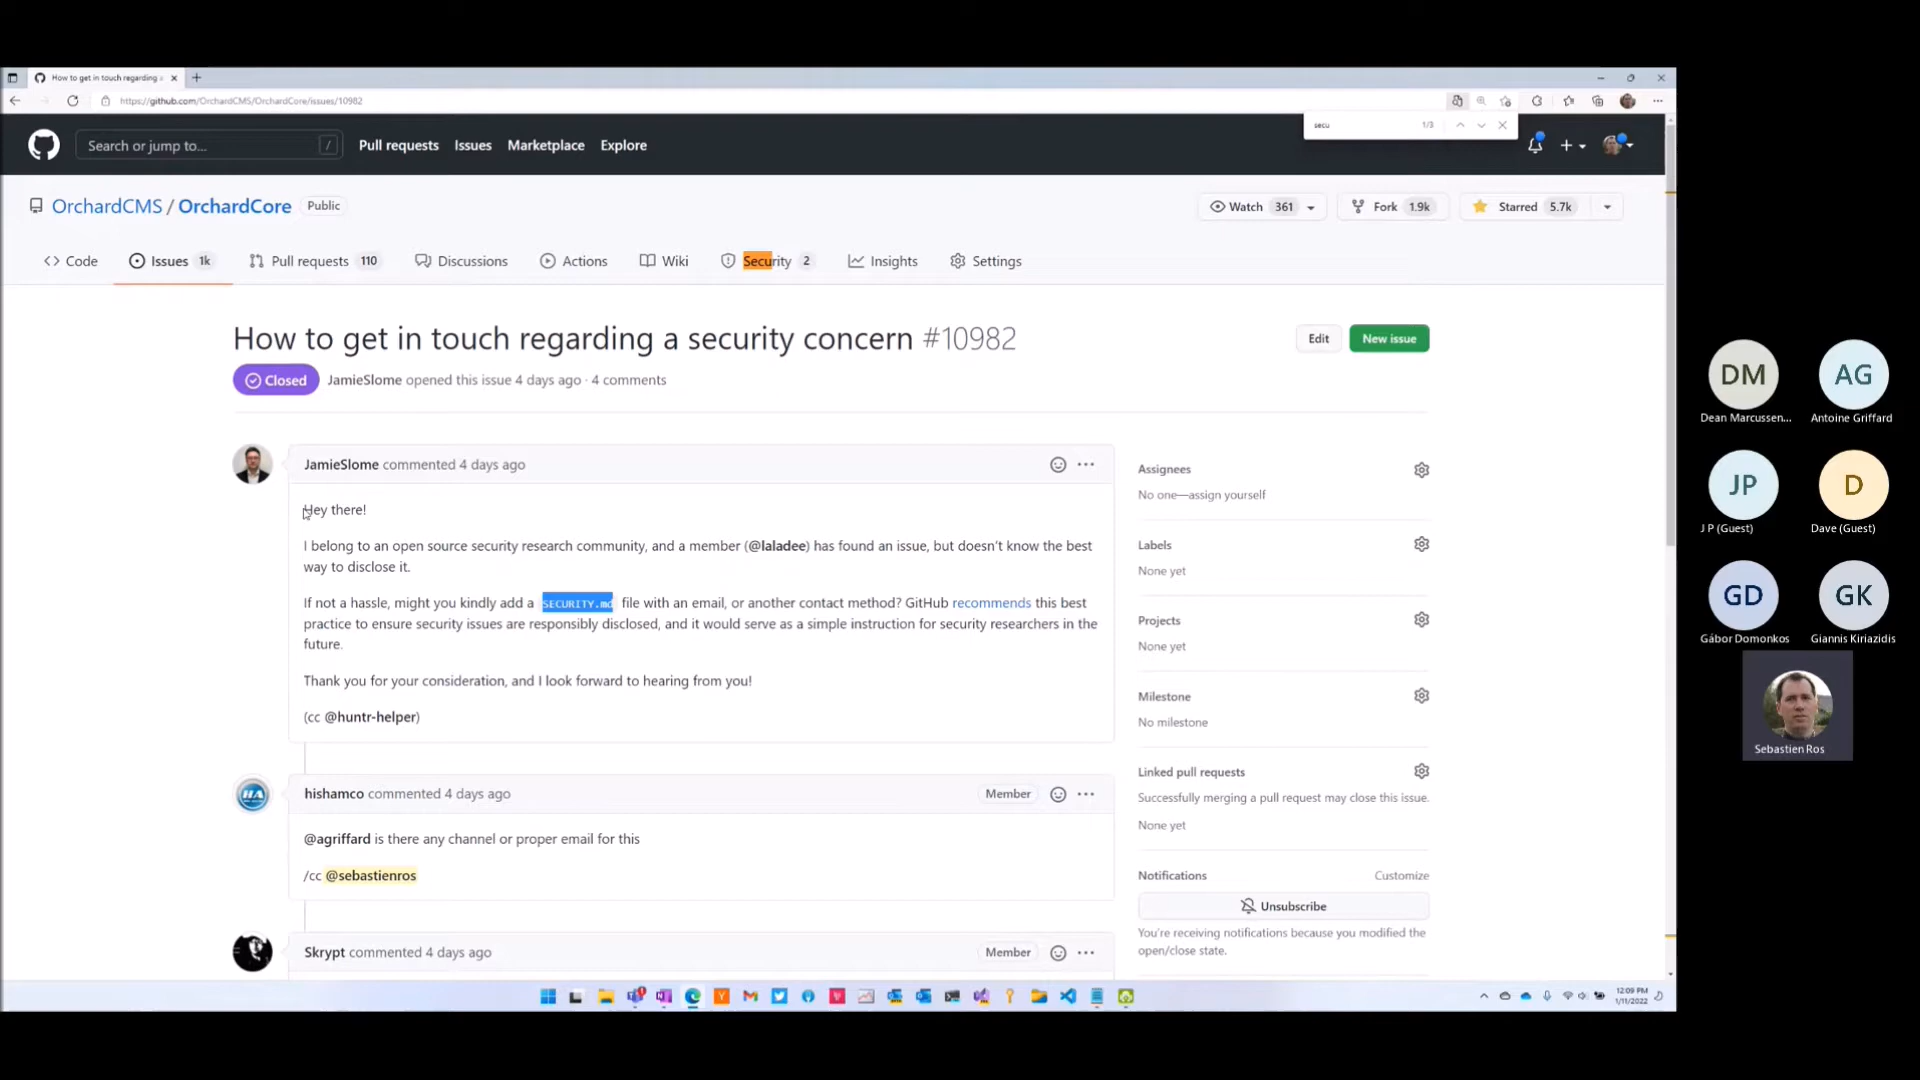 How to get in touch regarding a
https://github.com/OrchardCMS/OrchardCore/issues/10982
secu
1/3
Search or jump to...
/
Pull requests
Issues
Marketplace
Explore
OrchardCMS / OrchardCore
Public
Watch 361
Fork 1.9k
Starred 5.7k
Code
Issues 1k
Pull requests 110
Discussions
Actions
Wiki
Security 2
Insights
Settings
How to get in touch regarding a security concern #10982
Edit
New issue
Closed
JamieSlome opened this issue 4 days ago · 4 comments
JamieSlome commented 4 days ago
Hey there!
I belong to an open source security research community, and a member (@laladee) has found an issue, but doesn't know the best
way to disclose it.
If not a hassle, might you kindly add a SECURITY.md file with an email, or another contact method? GitHub recommends this best
practice to ensure security issues are responsibly disclosed, and it would serve as a simple instruction for security researchers in the
future.
Thank you for your consideration, and I look forward to hearing from you!
(cc @huntr-helper)
HA
hishamco commented 4 days ago
Member
@agriffard is there any channel or proper email for this
/cc @sebastienros
Skrypt commented 4 days ago
Member
Assignees
No one—assign yourself
Labels
None yet
Projects
None yet
Milestone
No milestone
Linked pull requests
Successfully merging a pull request may close this issue.
None yet
Notifications
Customize
Unsubscribe
You're receiving notifications because you modified the
open/close state.
12:09 PM
1/11/2022
DM
Dean Marcussen...
AG
Antoine Griffard
JP
J P (Guest)
D
Dave (Guest)
GD
Gábor Domonkos
GK
Giannis Kiriazidis
Sebastien Ros